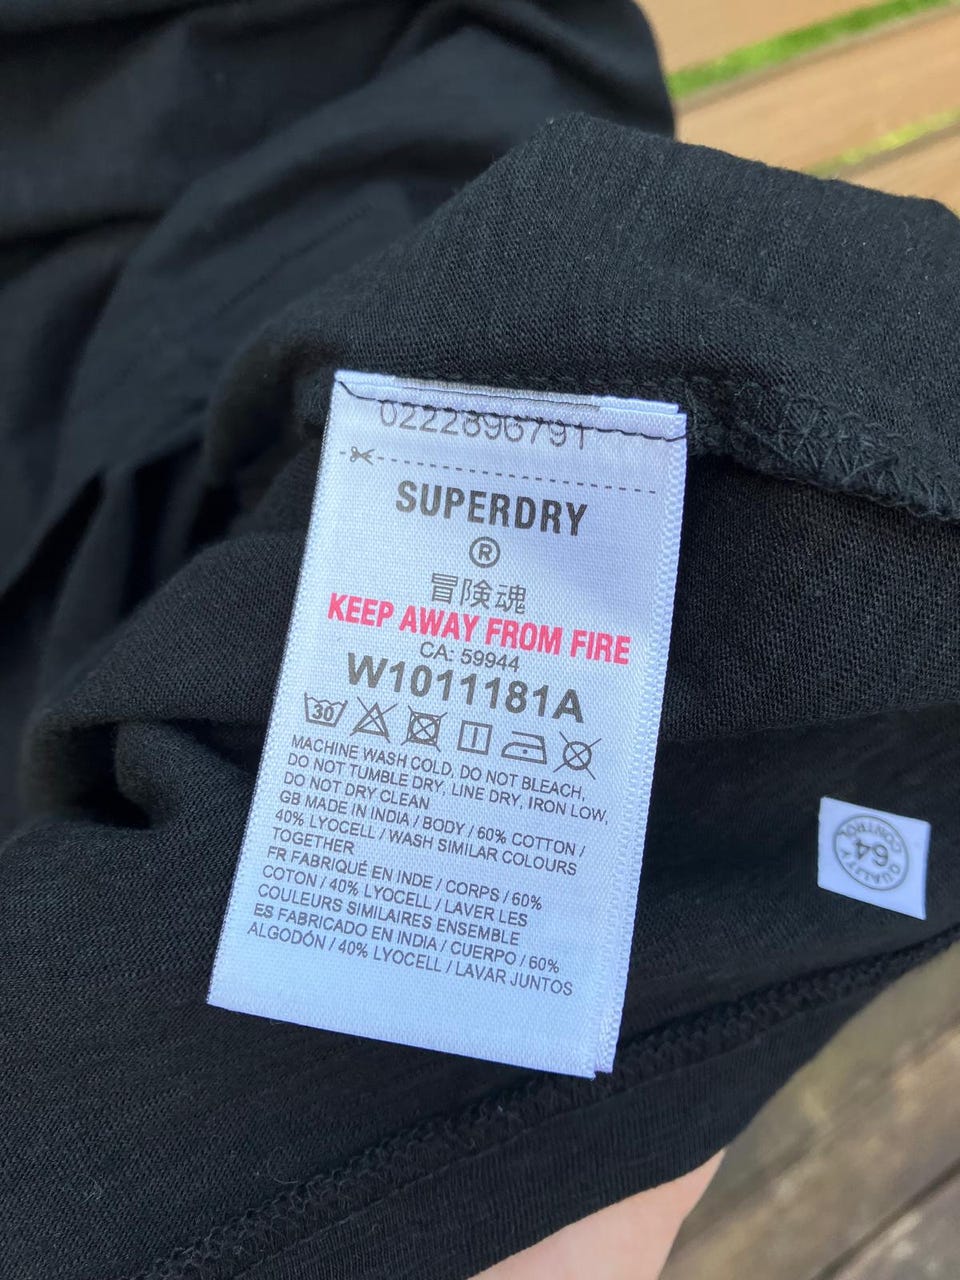 0222896791
SUPERDRY
®
冒険魂
KEEP AWAY FROM FIRE
CA: 59944
W1011181A
30
MACHINE WASH COLD, DO NOT BLEACH,
DO NOT TUMBLE DRY, LINE DRY, IRON LOW,
DO NOT DRY CLEAN
GB MADE IN INDIA / BODY / 60% COTTON /
40% LYOCELL / WASH SIMILAR COLOURS
TOGETHER
FR FABRIQUÉ EN INDE / CORPS / 60%
COTON / 40% LYOCELL / LAVER LES
COULEURS SIMILAIRES ENSEMBLE
ES FABRICADO EN INDIA / CUERPO / 60%
ALGODÓN / 40% LYOCELL / LAVAR JUNTOS
QUALITY
64
CONTROL